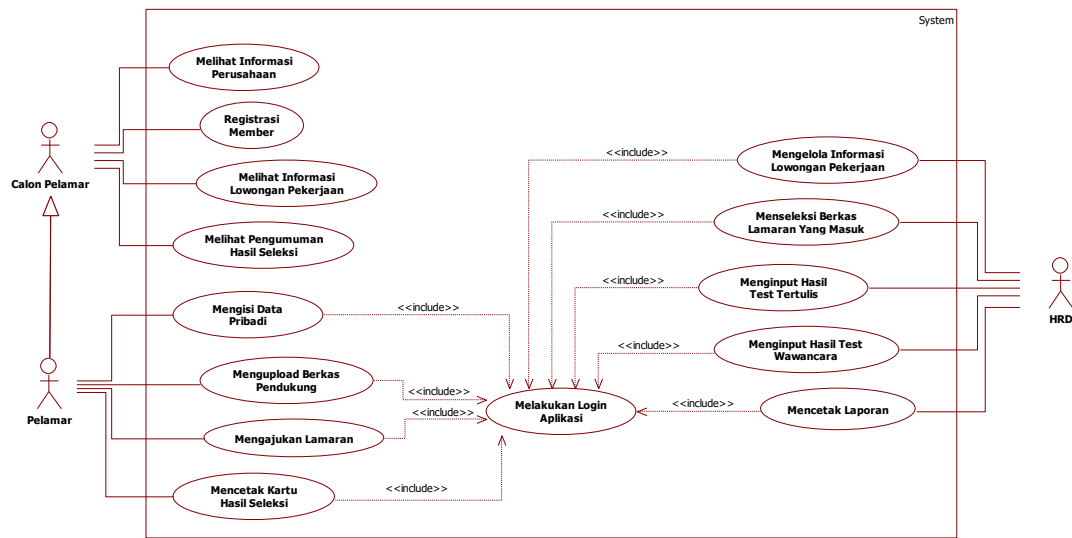 System
Melihat Informasi
Perusahaan
Registrasi
Member
Melihat Informasi
Lowongan Pekerjaan
Melihat Pengumuman
Hasil Seleksi
Calon Pelamar
Mengisi Data
Pribadi
<<include>>
Mengupload Berkas
Pendukung
<<include>>
Pelamar
Mengajukan Lamaran
<<include>>
Mencetak Kartu
Hasil Seleksi
<<include>>
Melakukan Login
Aplikasi
<<include>>
Mengelola Informasi
Lowongan Pekerjaan
<<include>>
Menseleksi Berkas
Lamaran Yang Masuk
<<include>>
Menginput Hasil
Test Tertulis
<<include>>
Menginput Hasil Test
Wawancara
<<include>>
Mencetak Laporan
HRD